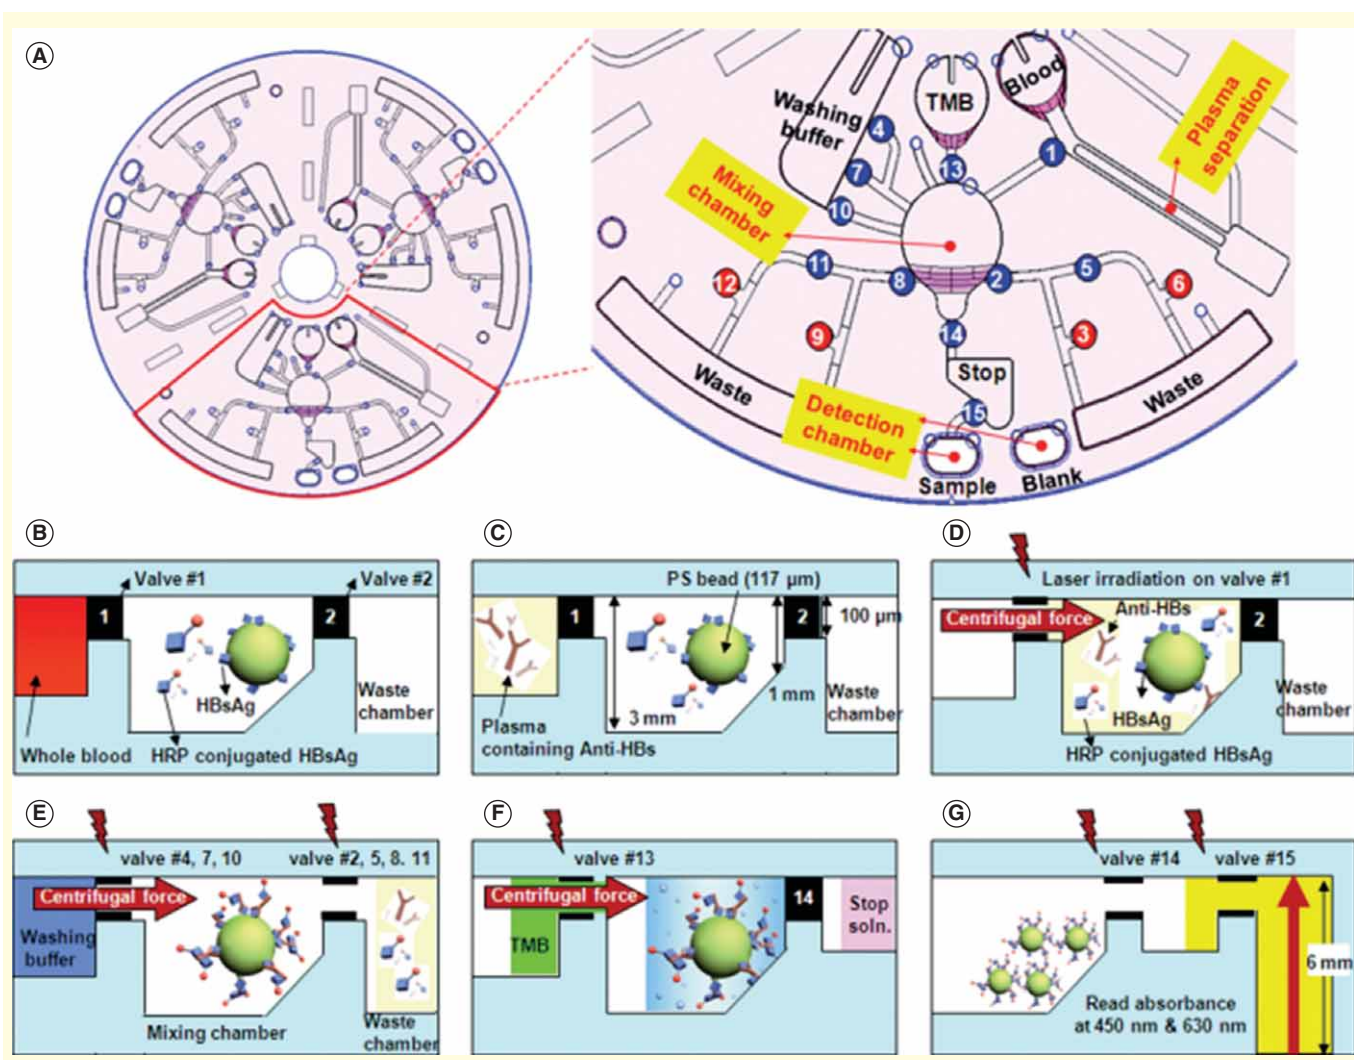 A
Washing
buffer
TMB
Blood
Plasma
separation
Mixing
chamber
4
7
10
13
1
11
8
2
5
12
9
14
3
6
Waste
Stop
Waste
Detection
chamber
15
Sample
Blank
B
Valve #1
Valve #2
1
2
HBsAg
Waste
chamber
Whole blood
HRP conjugated HBsAg
C
PS bead (117 µm)
1
2
100 µm
1 mm
3 mm
Waste
chamber
Plasma
containing Anti-HBs
D
Laser irradiation on valve #1
Centrifugal force
Anti-HBs
2
HBsAg
Waste
chamber
HRP conjugated HBsAg
E
valve #4, 7, 10
valve #2, 5, 8. 11
Centrifugal force
Washing
buffer
Mixing chamber
Waste
chamber
F
valve #13
Centrifugal force
14
TMB
Stop
soln.
G
valve #14
valve #15
6 mm
Read absorbance
at 450 nm & 630 nm